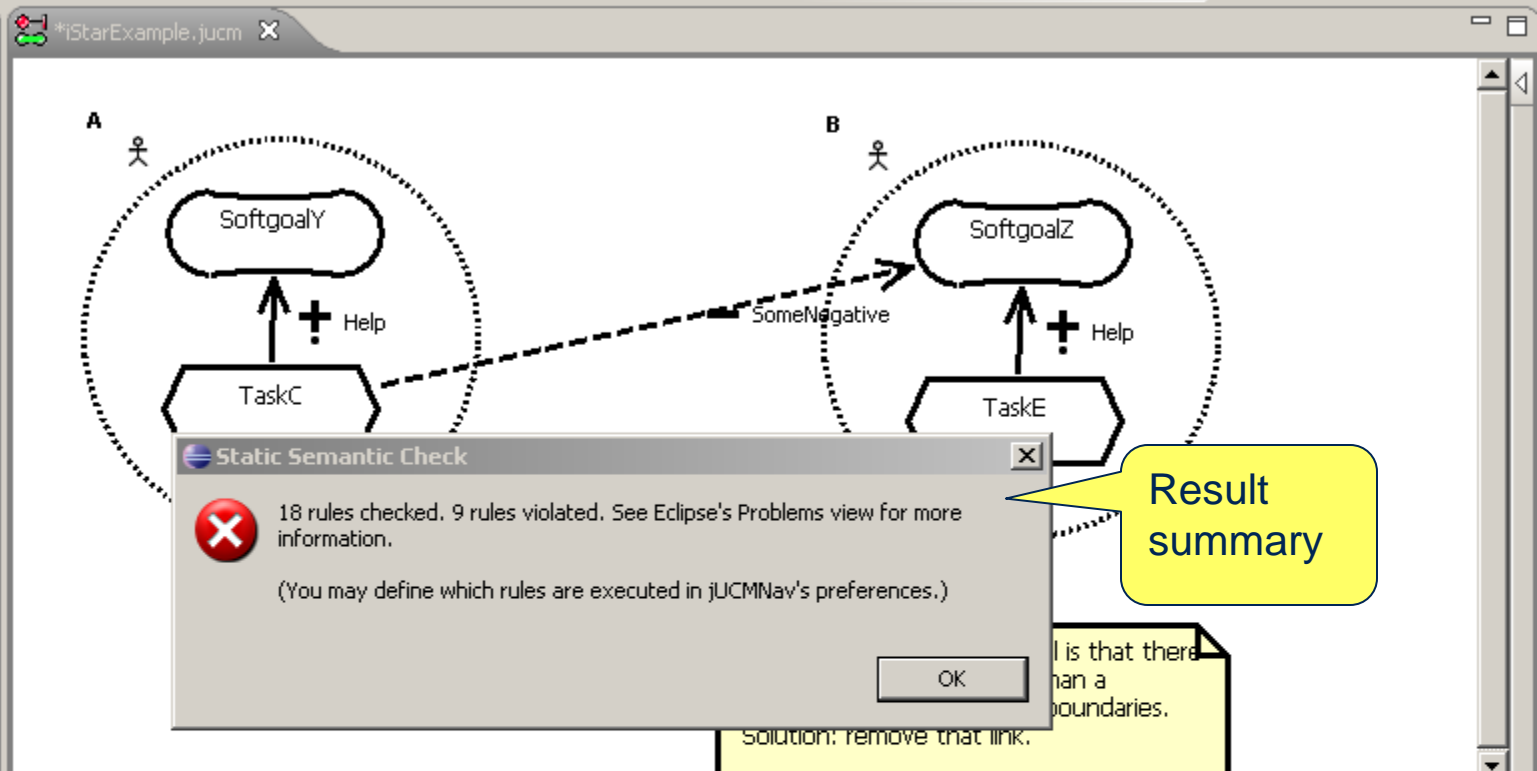 *iStarExample.jucm
A
B
SoftgoalY
SoftgoalZ
Help
SomeNegative
Help
TaskC
TaskE
Static Semantic Check
18 rules checked. 9 rules violated. See Eclipse's Problems view for more
information.
(You may define which rules are executed in jUCMNav's preferences.)
OK
Result
summary
l is that there
han a
boundaries.
Solution: remove that link.